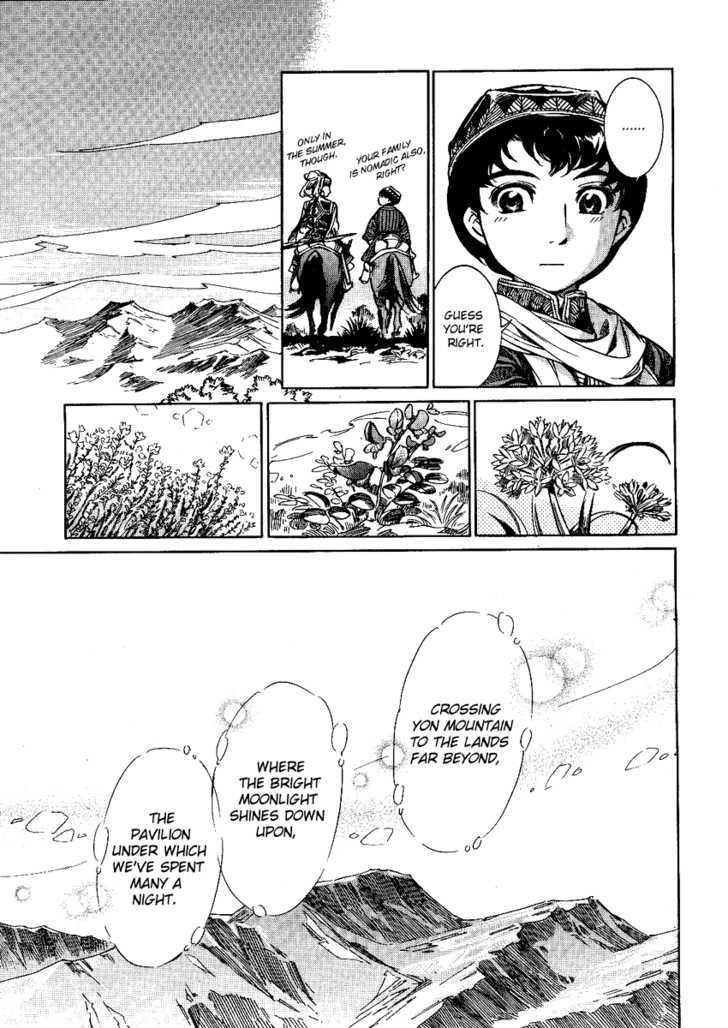 ......
GUESS
YOU'RE
RIGHT.
YOUR FAMILY
IS NOMADIC ALSO,
RIGHT?
ONLY IN
THE SUMMER,
THOUGH.
CROSSING
YON MOUNTAIN
TO THE LANDS
FAR BEYOND,
WHERE
THE BRIGHT
MOONLIGHT
SHINES DOWN
UPON,
THE
PAVILION
UNDER WHICH
WE'VE SPENT
MANY A
NIGHT.